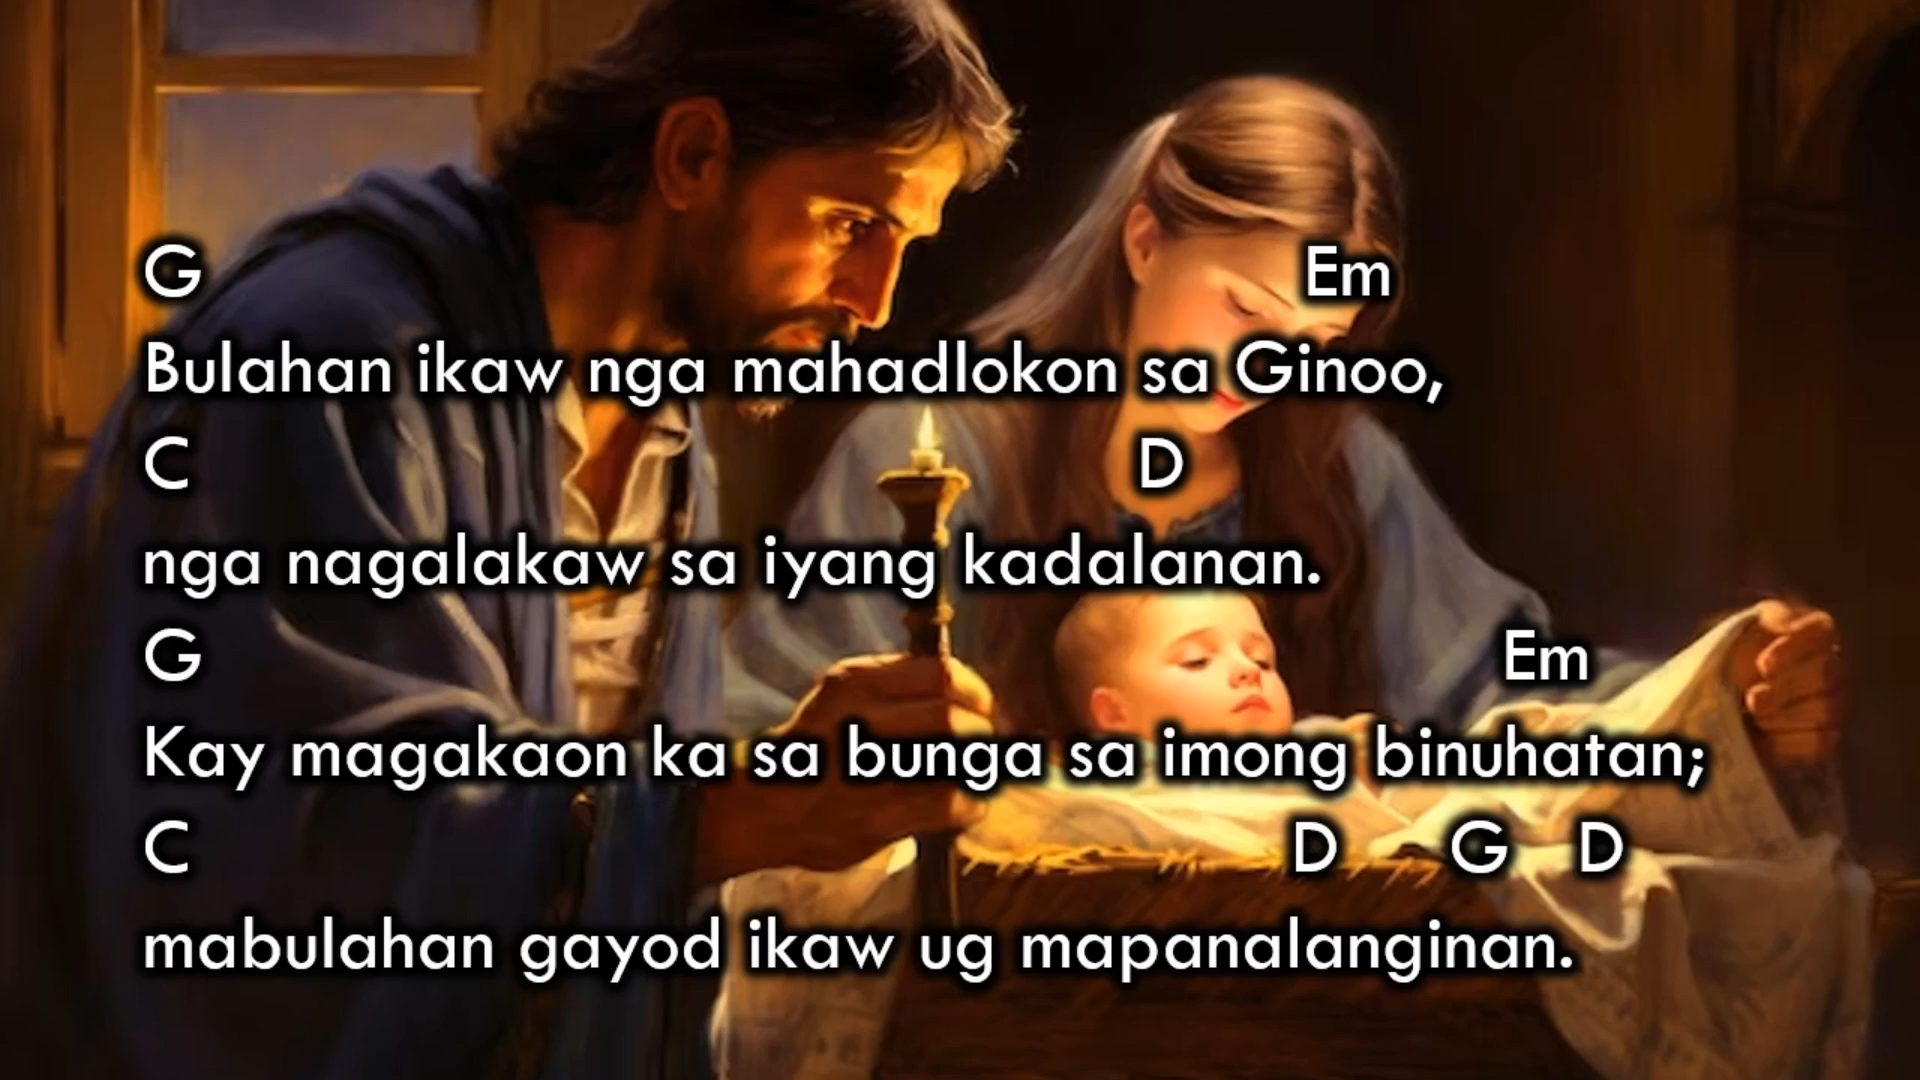 G Em
Bulahan ikaw nga mahadlokon sa Ginoo,
C D
nga nagalakaw sa iyang kadalanan.
G Em
Kay magakaon ka sa bunga sa imong binuhatan;
C D G D
mabulahan gayod ikaw ug mapanalanginan.